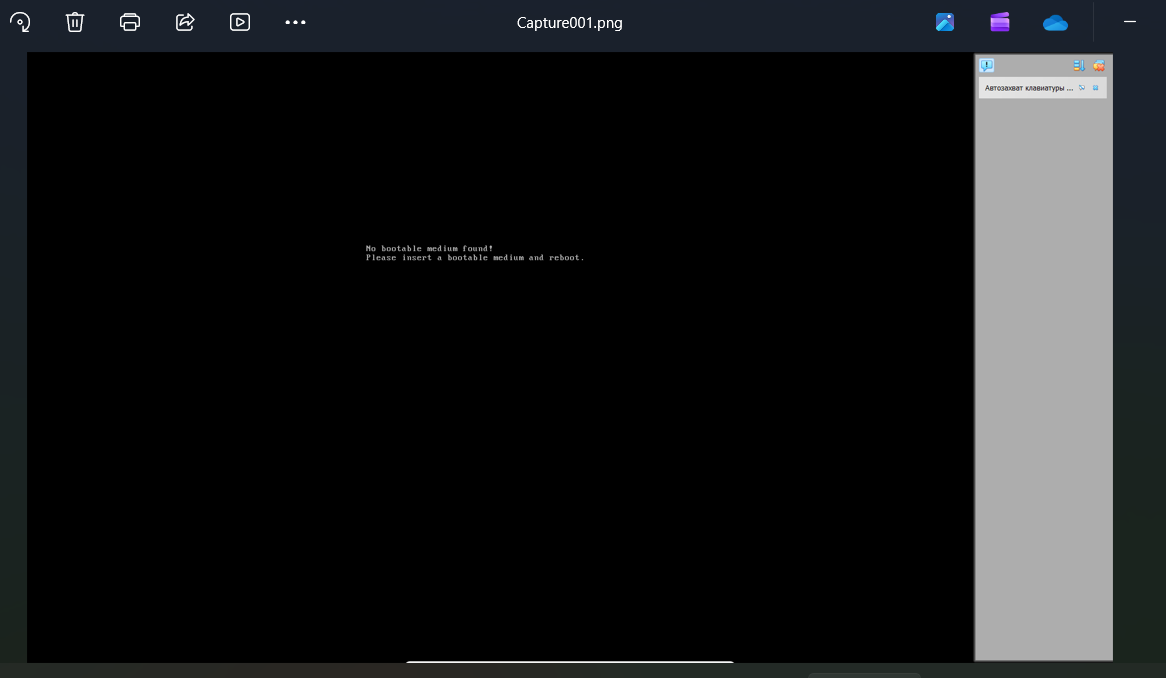 Capture001.png
Автозахват клавиатуры ...
No bootable medium found!
Please insert a bootable medium and reboot.